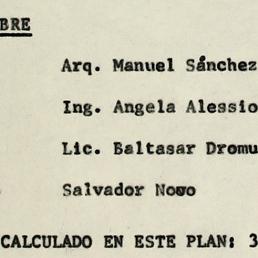 BRE
Arq. Manuel Sánchez
Ing. Angela Alessio
Lic. Baltasar Dromu
Salvador Novo
CALCULADO EN ESTE PLAN: 3